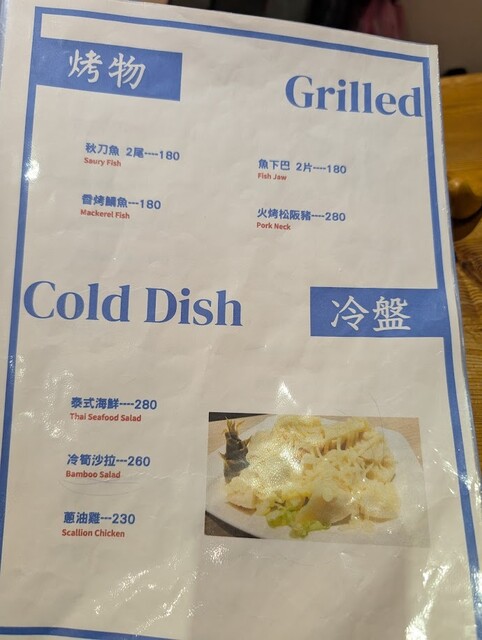 烤物
Grilled
秋刀魚 2尾----180
Saury Fish
魚下巴 2片----180
Fish Jaw
香烤鯖魚---180
Mackerel Fish
火烤松阪豬----280
Pork Neck
Cold Dish
冷盤
泰式海鮮----280
Thai Seafood Salad
冷筍沙拉---260
Bamboo Salad
蔥油雞---230
Scallion Chicken